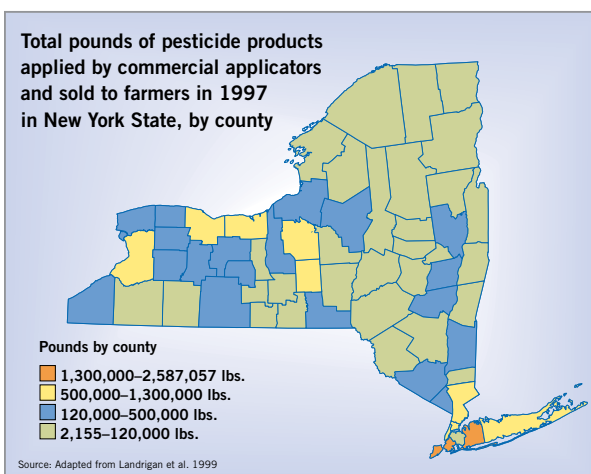 Total pounds of pesticide products
applied by commercial applicators
and sold to farmers in 1997
in New York State, by county
Pounds by county
1,300,000–2,587,057 lbs.
500,000–1,300,000 lbs.
120,000–500,000 lbs.
2,155–120,000 lbs.
Source: Adapted from Landrigan et al. 1999